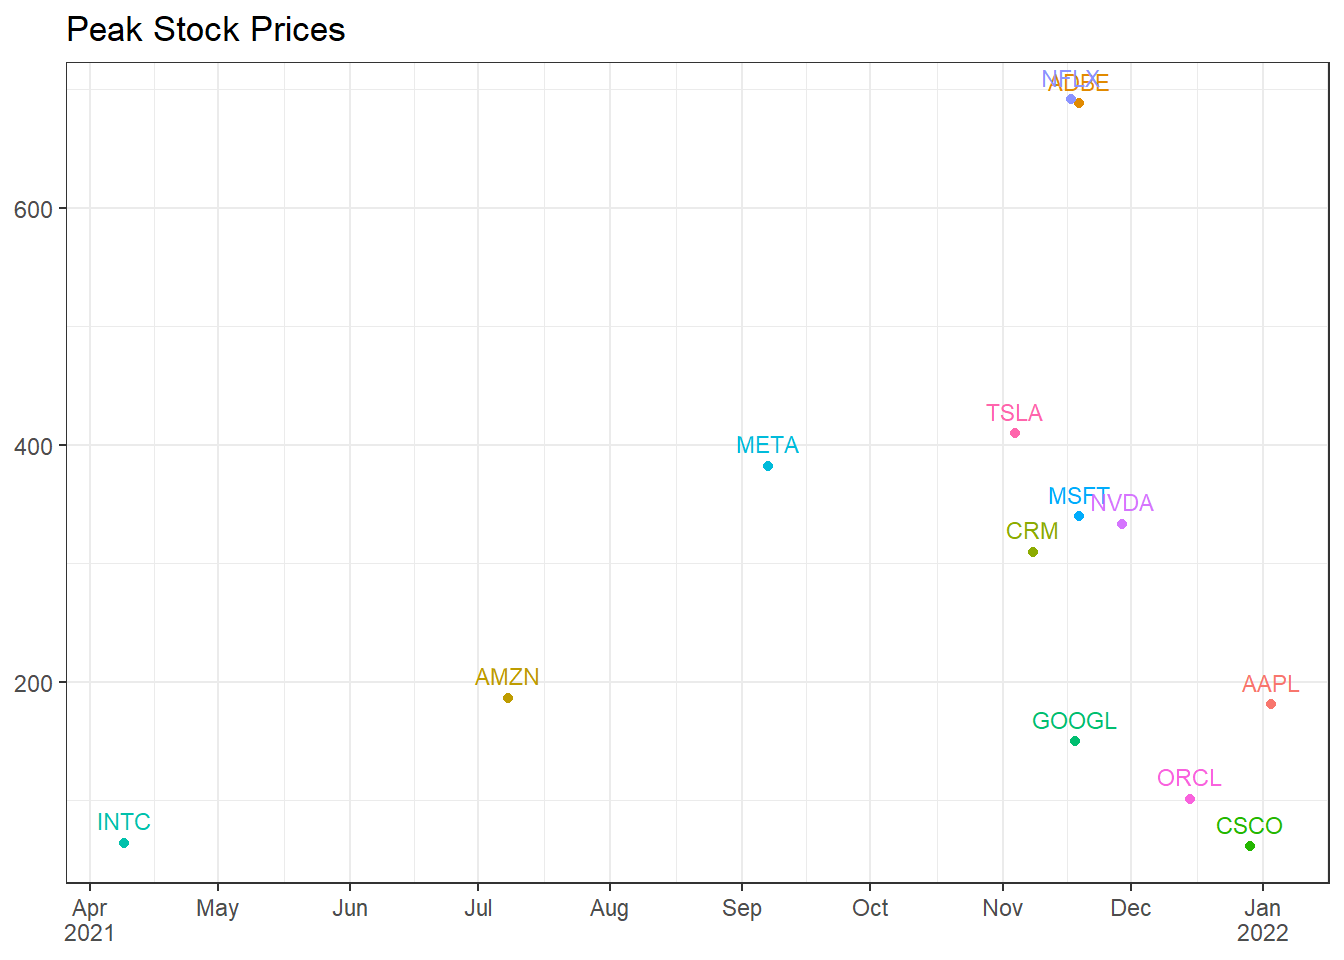 Peak Stock Prices
NFLX
ADBE
600
TSLA
400
META
MSFT
NVDA
CRM
200
AMZN
AAPL
GOOGL
ORCL
INTC
CSCO
Apr May Jun Jul Aug Sep Oct Nov Dec Jan
2021 2022